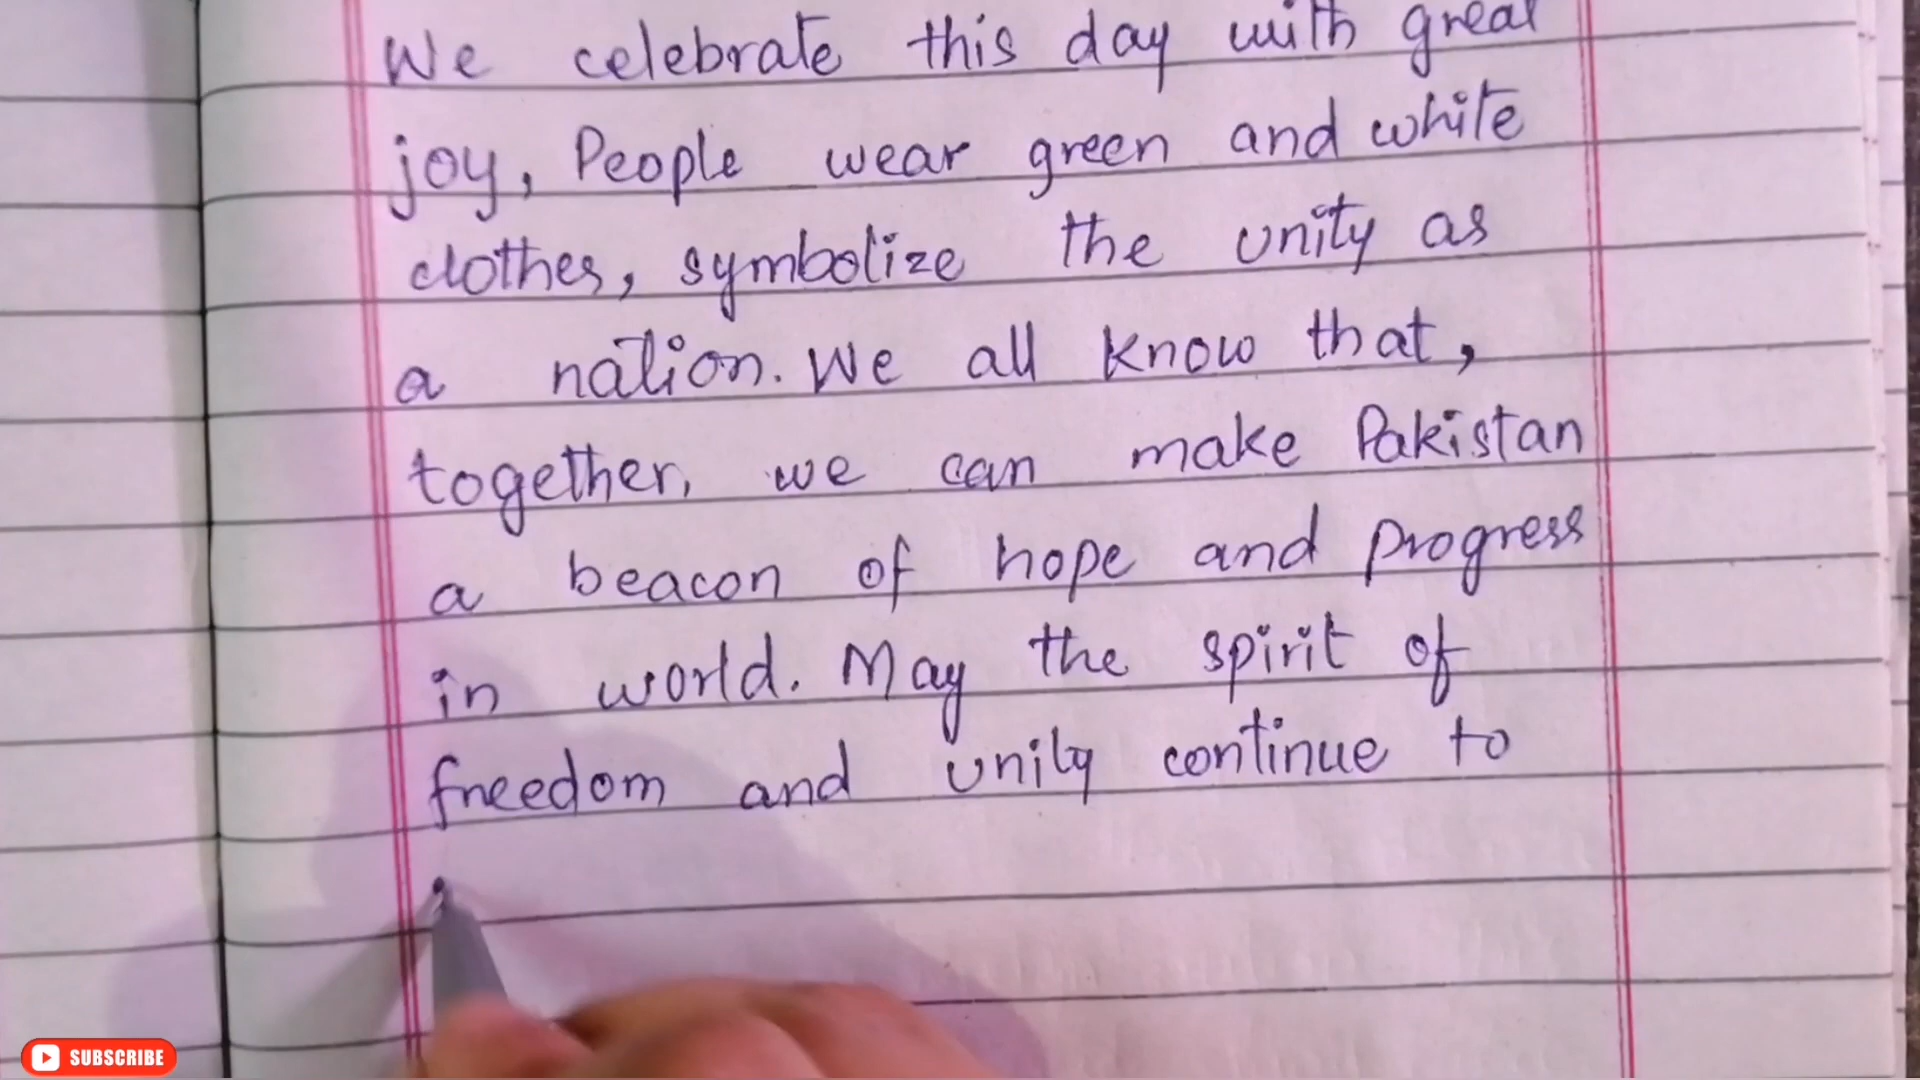 We celebrate this day with great
joy, People wear green and white
clothes, symbolize the unity as
a nation. We all know that,
together, we can make Pakistan
a beacon of hope and progress
in world. May the spirit of
freedom and unity continue to
SUBSCRIBE